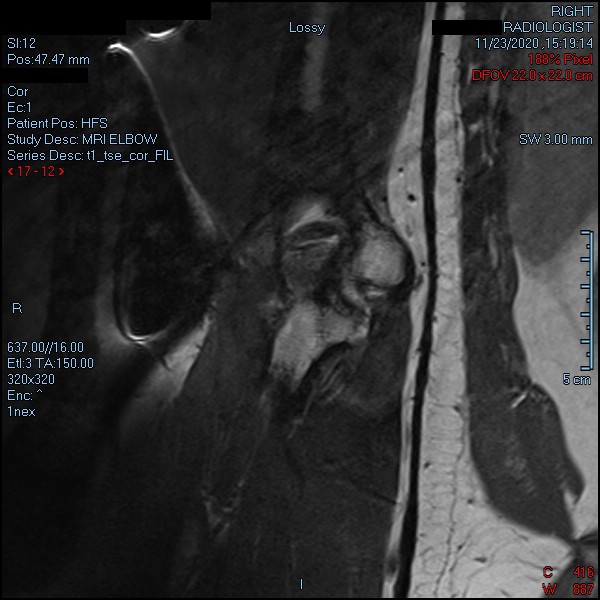 RIGHT
Lossy
RADIOLOGIST
SI:12
11/23/2020 ,15:19:14
Pos:47.47 mm
188% Pixel
DFOV 22.0 x 22.0 cm
Cor
Ec:1
Patient Pos: HFS
Study Desc: MRI ELBOW
SW 3.00 mm
Series Desc: t1_tse_cor_FIL
< 17 - 12 >
R
637.00//16.00
Etl:3 TA:150.00
320x320
Enc: ^
1nex
5 cm
I
C 416
W 887